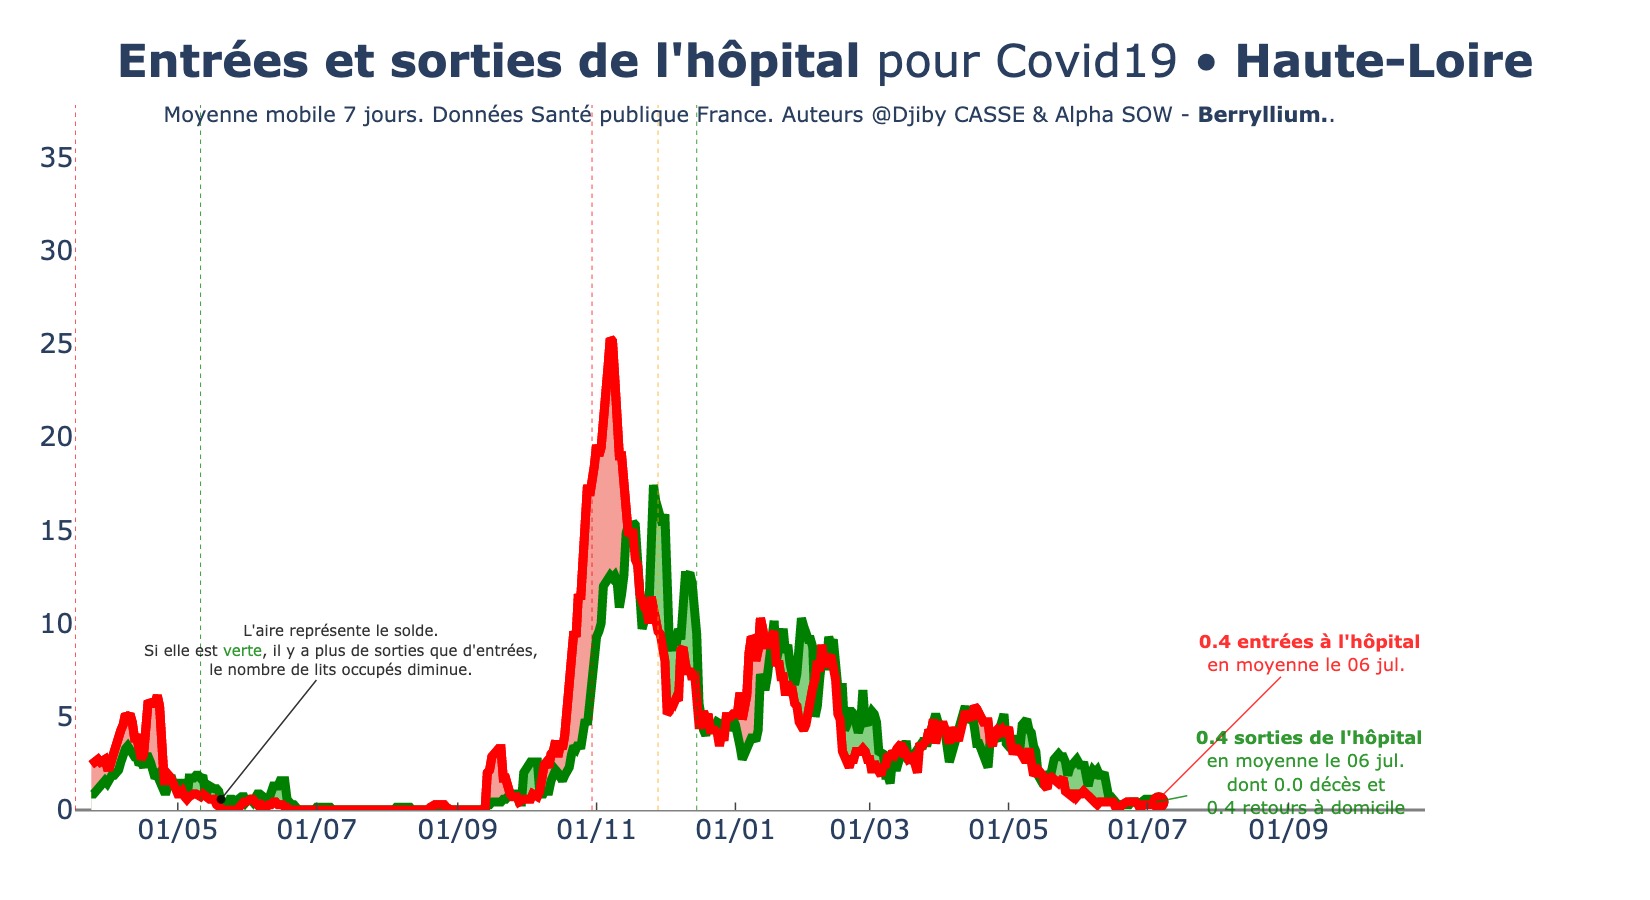 Entrées et sorties de l'hôpital pour Covid19 • Haute-Loire
Moyenne mobile 7 jours. Données Santé publique France. Auteurs @Djiby CASSE & Alpha SOW - Berryllium..
35
30
25
20
15
10
5
0
L'aire représente le solde.
Si elle est verte, il y a plus de sorties que d'entrées,
le nombre de lits occupés diminue.
0.4 entrées à l'hôpital
en moyenne le 06 jul.
0.4 sorties de l'hôpital
en moyenne le 06 jul.
dont 0.0 décès et
0.4 retours à domicile
01/05 01/07 01/09 01/11 01/01 01/03 01/05 01/07 01/09